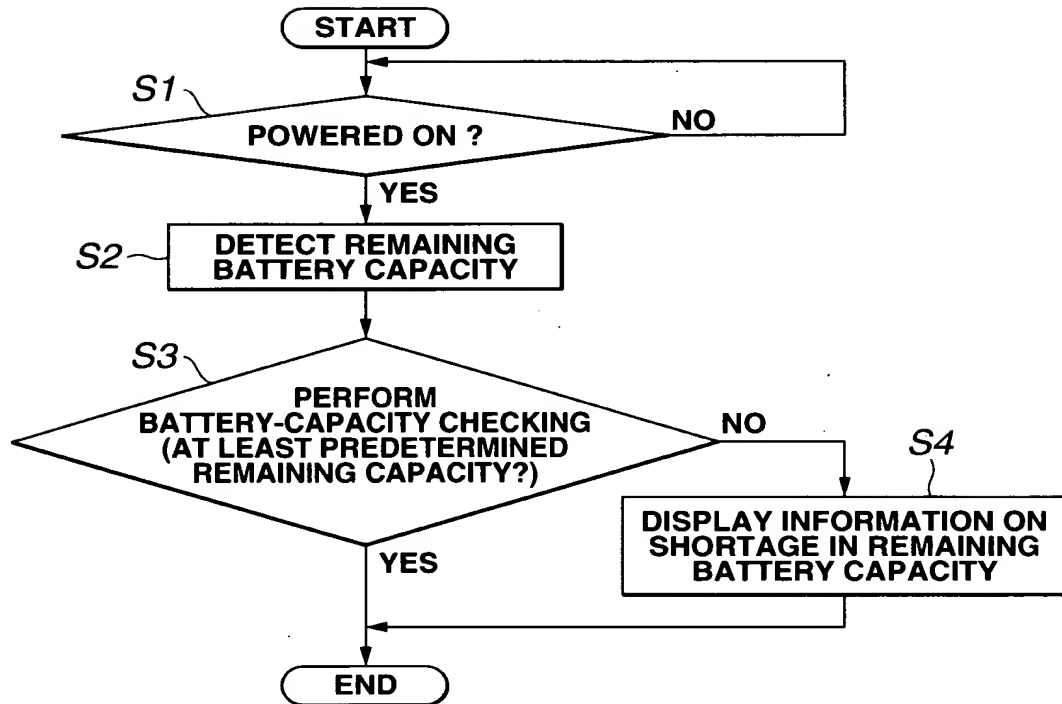 START
S1
POWERED ON ?
NO
YES
S2
DETECT REMAINING
BATTERY CAPACITY
S3
PERFORM
BATTERY-CAPACITY CHECKING
(AT LEAST PREDETERMINED
REMAINING CAPACITY?)
NO
YES
S4
DISPLAY INFORMATION ON
SHORTAGE IN REMAINING
BATTERY CAPACITY
END